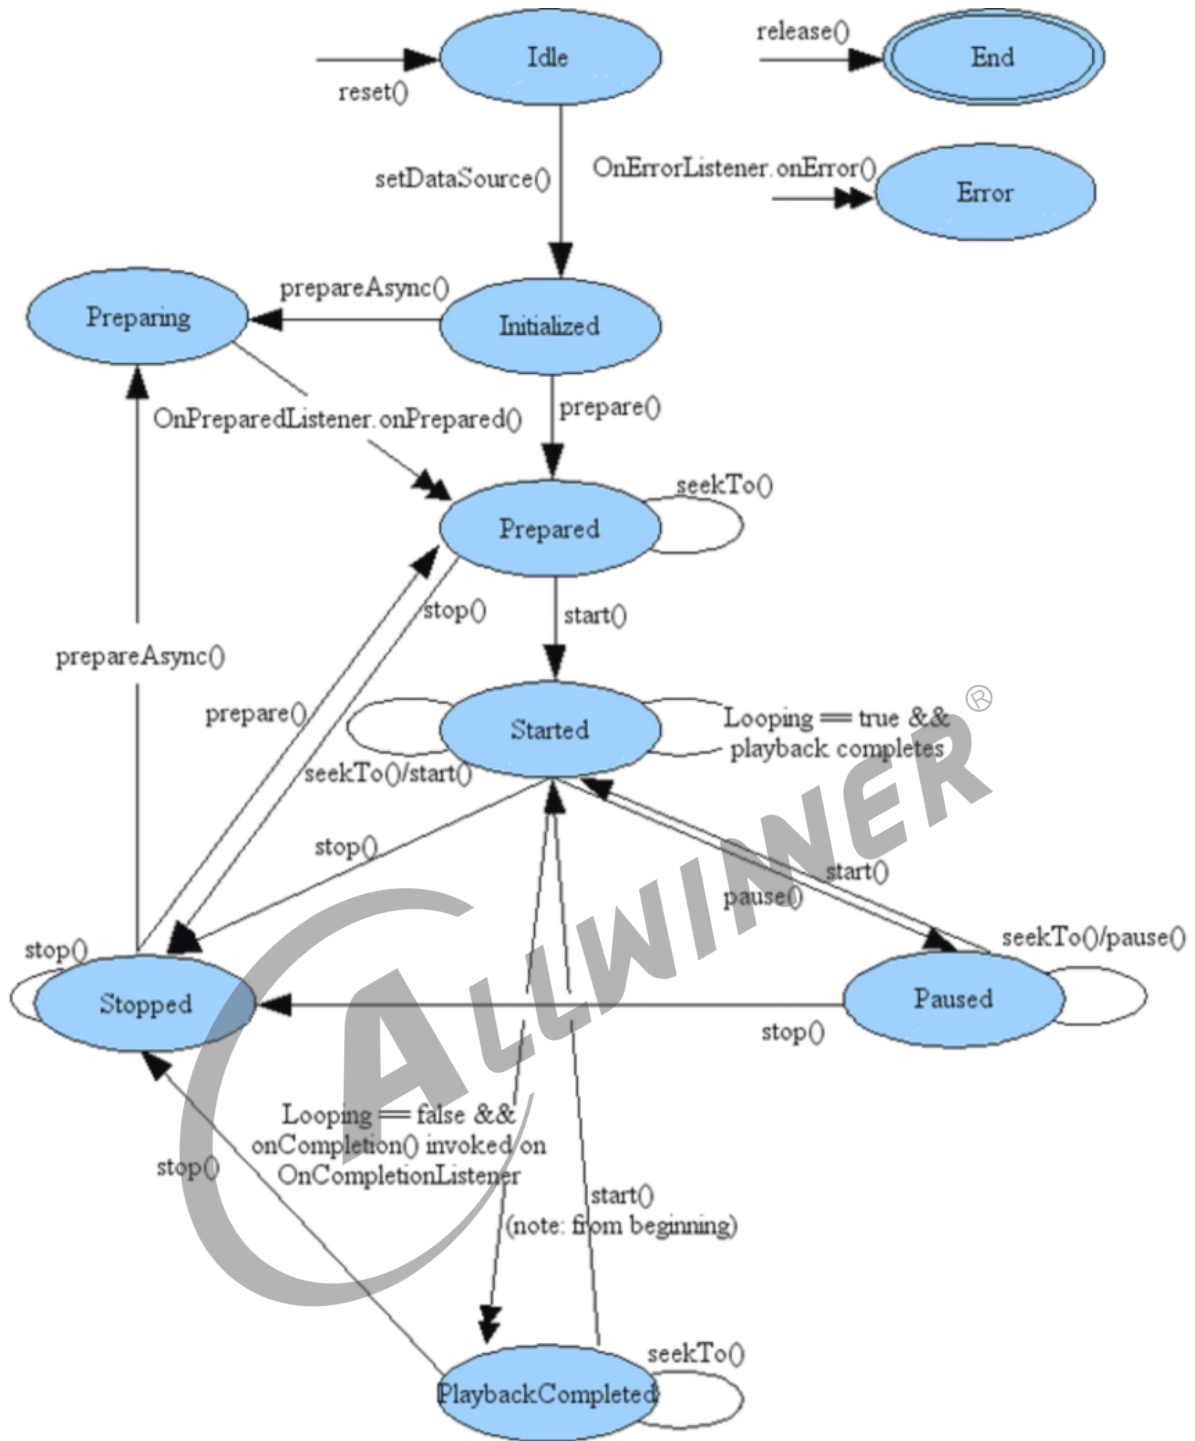 Idle
release()
End
reset()
setDataSource()
OnErrorListener.onError()
Error
prepareAsync()
Preparing
Initialized
prepare()
OnPreparedListener.onPrepared()
seekTo()
Prepared
stop()
start()
prepareAsync()
prepare()
Started
Looping == true &&
playback completes
seekTo()/start()
stop()
start()
pause()
seekTo()/pause()
stop()
Stopped
Paused
stop()
Looping == false &&
onCompletion() invoked on
OnCompletionListener
stop()
start()
(note: from beginning)
seekTo()
PlaybackCompleted
ALLWINNER®